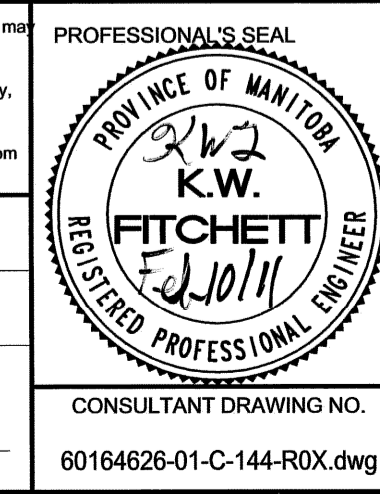 may
y,
om
PROFESSIONAL'S SEAL
PROVINCE OF MANITOBA
K.W.
FITCHETT
Feb 10/11
REGISTERED PROFESSIONAL ENGINEER
CONSULTANT DRAWING NO.
60164626-01-C-144-R0X.dwg